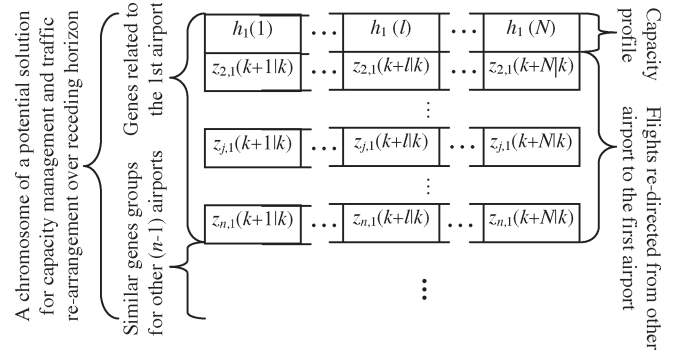 A chromosome of a potential solution
for capacity management and traffic
re-arrangement over receding horizon
Genes related to
the 1st airport
Similar genes groups
for other (n-1) airports
h₁(1) ... h₁ (l) ... h₁ (N)
z₂,₁(k+1|k) ... z₂,₁(k+l|k) ... z₂,₁(k+N|k)
...
zⱼ,₁(k+1|k) ... zⱼ,₁(k+l|k) ... zⱼ,₁(k+N|k)
...
zₙ,₁(k+1|k) ... zₙ,₁(k+l|k) ... zₙ,₁(k+N|k)
...
Capacity
profile
Flights re-directed from other
airport to the first airport